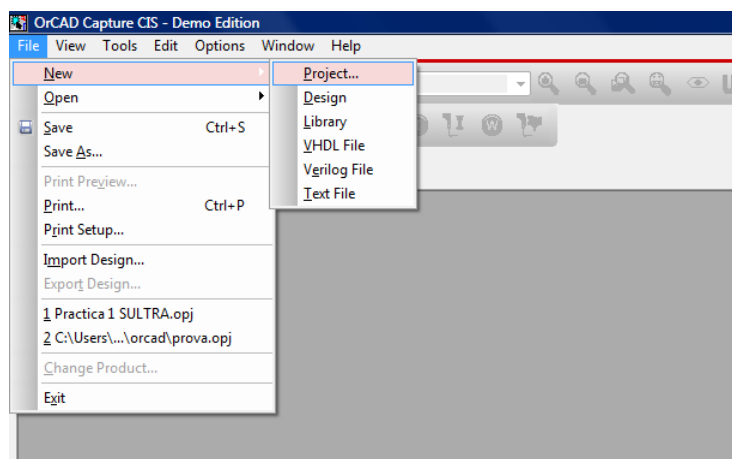 OrCAD Capture CIS - Demo Edition
File View Tools Edit Options Window Help
New
Open
Save Ctrl+S
Save As...
Print Preview...
Print... Ctrl+P
Print Setup...
Import Design...
Export Design...
1 Practica 1 SULTRA.opj
2 C:\Users\...\orcad\prova.opj
Change Product...
Exit
Project...
Design
Library
VHDL File
Verilog File
Text File
W